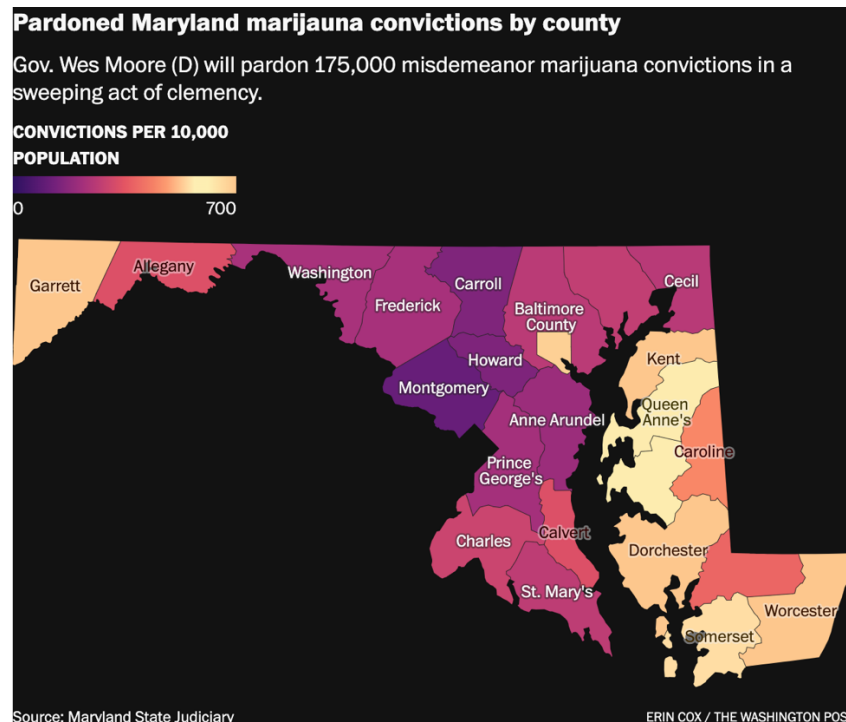 Pardoned Maryland marijauna convictions by county
Gov. Wes Moore (D) will pardon 175,000 misdemeanor marijuana convictions in a
sweeping act of clemency.
CONVICTIONS PER 10,000
POPULATION
0 700
Garrett
Allegany
Washington
Frederick
Carroll
Baltimore
County
Cecil
Howard
Montgomery
Kent
Queen
Anne's
Anne Arundel
Caroline
Prince
George's
Calvert
Charles
Dorchester
St. Mary's
Worcester
Somerset
Source: Maryland State Judiciary
ERIN COX / THE WASHINGTON POS